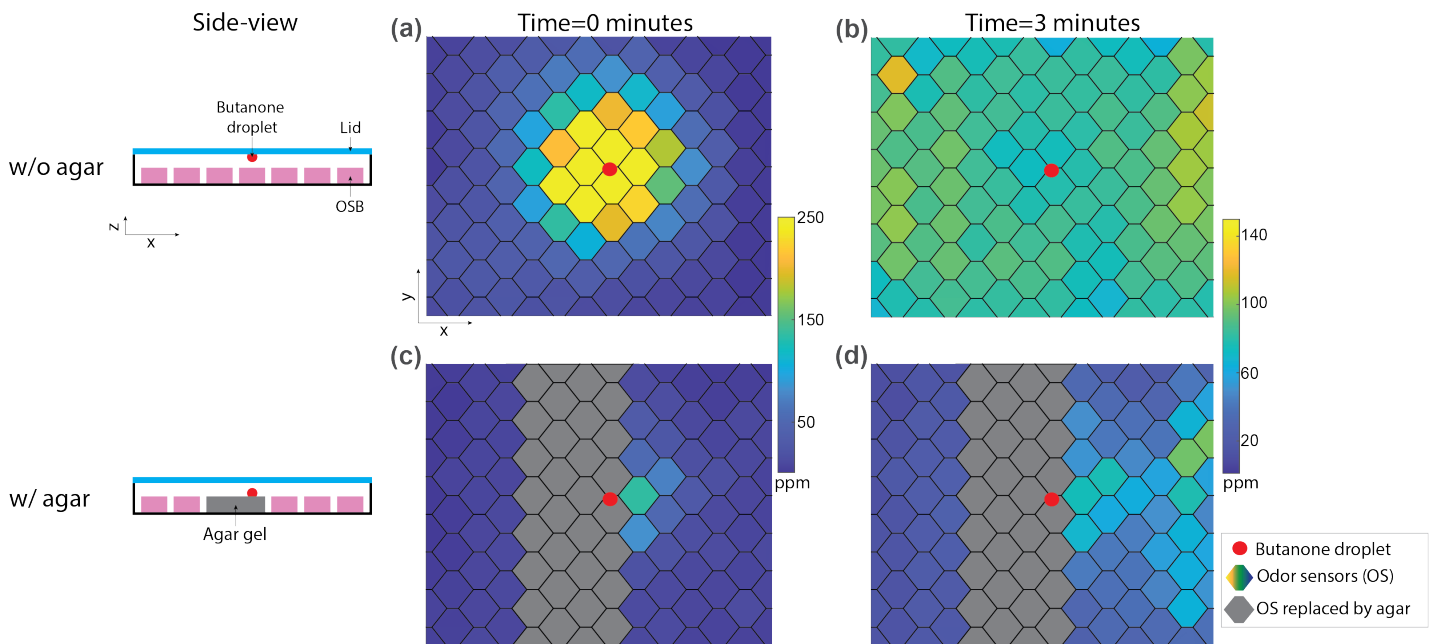 Side-view
(a)
Time=0 minutes
(b)
Time=3 minutes
Butanone
droplet
Lid
w/o agar
OSB
z
x
y
x
250
150
50
ppm
140
100
60
20
ppm
(c)
(d)
w/ agar
Agar gel
Butanone droplet
Odor sensors (OS)
OS replaced by agar